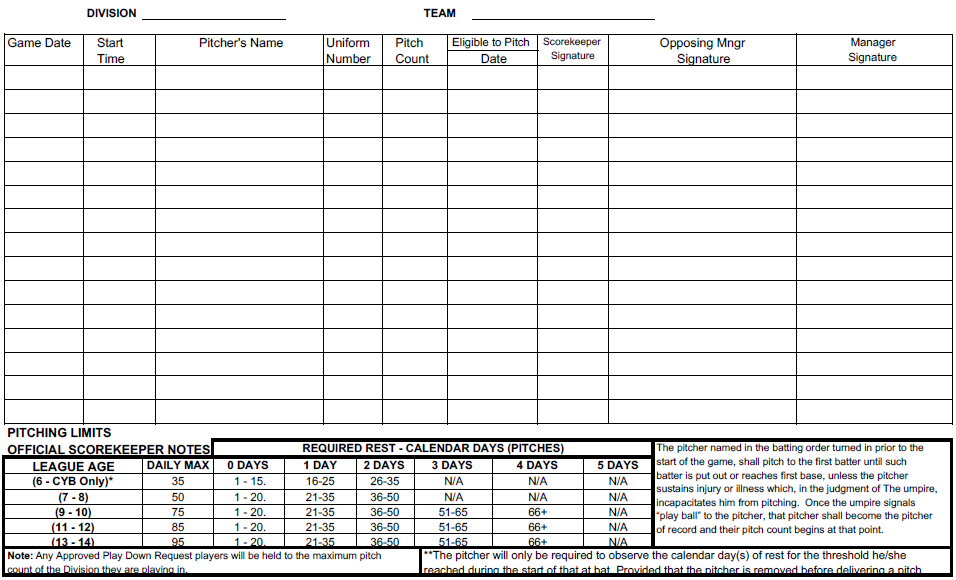 DIVISION TEAM
Game Date Start Time Pitcher's Name Uniform Number Pitch Count Eligible to Pitch Date Scorekeeper Signature Opposing Mngr Signature Manager Signature
PITCHING LIMITS
OFFICIAL SCOREKEEPER NOTES REQUIRED REST - CALENDAR DAYS (PITCHES)
LEAGUE AGE DAILY MAX 0 DAYS 1 DAY 2 DAYS 3 DAYS 4 DAYS 5 DAYS
(6 - CYB Only)* 35 1 - 15. 16-25 26-35 N/A N/A N/A
(7 - 8) 50 1 - 20. 21-35 36-50 N/A N/A N/A
(9 - 10) 75 1 - 20. 21-35 36-50 51-65 66+ N/A
(11 - 12) 85 1 - 20. 21-35 36-50 51-65 66+ N/A
(13 - 14) 95 1 - 20. 21-35 36-50 51-65 66+ N/A
The pitcher named in the batting order turned in prior to the
start of the game, shall pitch to the first batter until such
batter is put out or reaches first base, unless the pitcher
sustains injury or illness which, in the judgment of The umpire,
incapacitates him from pitching. Once the umpire signals
"play ball" to the pitcher, that pitcher shall become the pitcher
of record and their pitch count begins at that point.
Note: Any Approved Play Down Request players will be held to the maximum pitch
count of the Division they are playing in.
**The pitcher will only be required to observe the calendar day(s) of rest for the threshold he/she
reached during the start of that at bat. Provided that the pitcher is removed before delivering a pitch